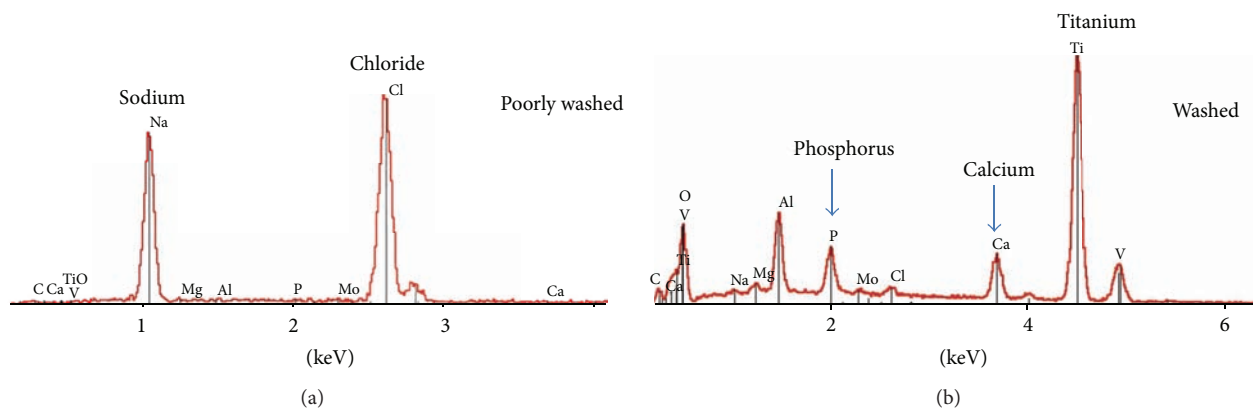 Chloride
Cl
Sodium
Na
Poorly washed
C Ca TiO V Mg Al P Mo Ca
1 2 3
(keV)
(a)
Titanium
Ti
Washed
Phosphorus
Calcium
O
V
Al
P
Ca
V
Ti
C Ca Na Mg Mo Cl
2 4 6
(keV)
(b)